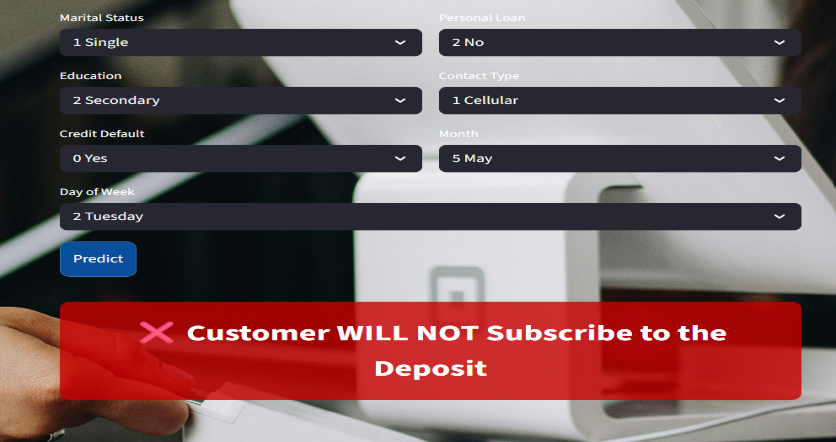 Marital Status
Personal Loan
1 Single
2 No
Education
Contact Type
2 Secondary
1 Cellular
Credit Default
Month
0 Yes
5 May
Day of Week
2 Tuesday
Predict
❌ Customer WILL NOT Subscribe to the
Deposit